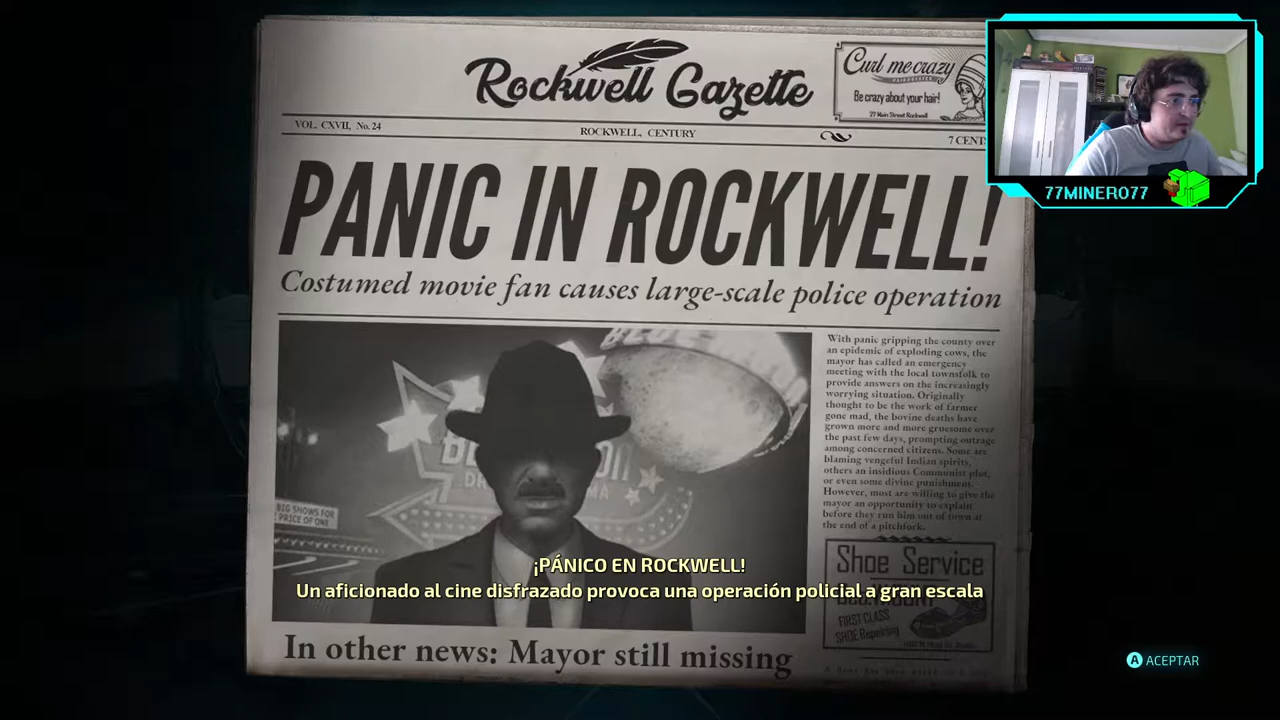 Rockwell Gazette
Curl me crazy
Be crazy about your hair!
27 Main Street Rockwell
VOL. CXVII, No. 24
ROCKWELL, CENTURY
7 CENT
77MINERO77
PANIC IN ROCKWELL!
Costumed movie fan causes large-scale police operation
With panic gripping the county over
an epidemic of exploding cows, the
mayor has called an emergency
meeting with the local townsfolk to
provide answers on the increasingly
worrying situation. Originally
thought to be the work of farmer
gone mad, the bovine deaths have
grown more and more gruesome over
the past few days, prompting outrage
among concerned citizens. Some are
blaming vengeful Indian spirits,
others an insidious Communist plot,
or even some divine punishment.
However, most are willing to give the
mayor an opportunity to explain
before they run him out of town at
the end of a pitchfork.
BIG SHOWS FOR
PRICE OF ONE
¡PÁNICO EN ROCKWELL!
Un aficionado al cine disfrazado provoca una operación policial a gran escala
Shoe Service
FIRST CLASS
SHOE Repairing
In other news: Mayor still missing
A ACEPTAR